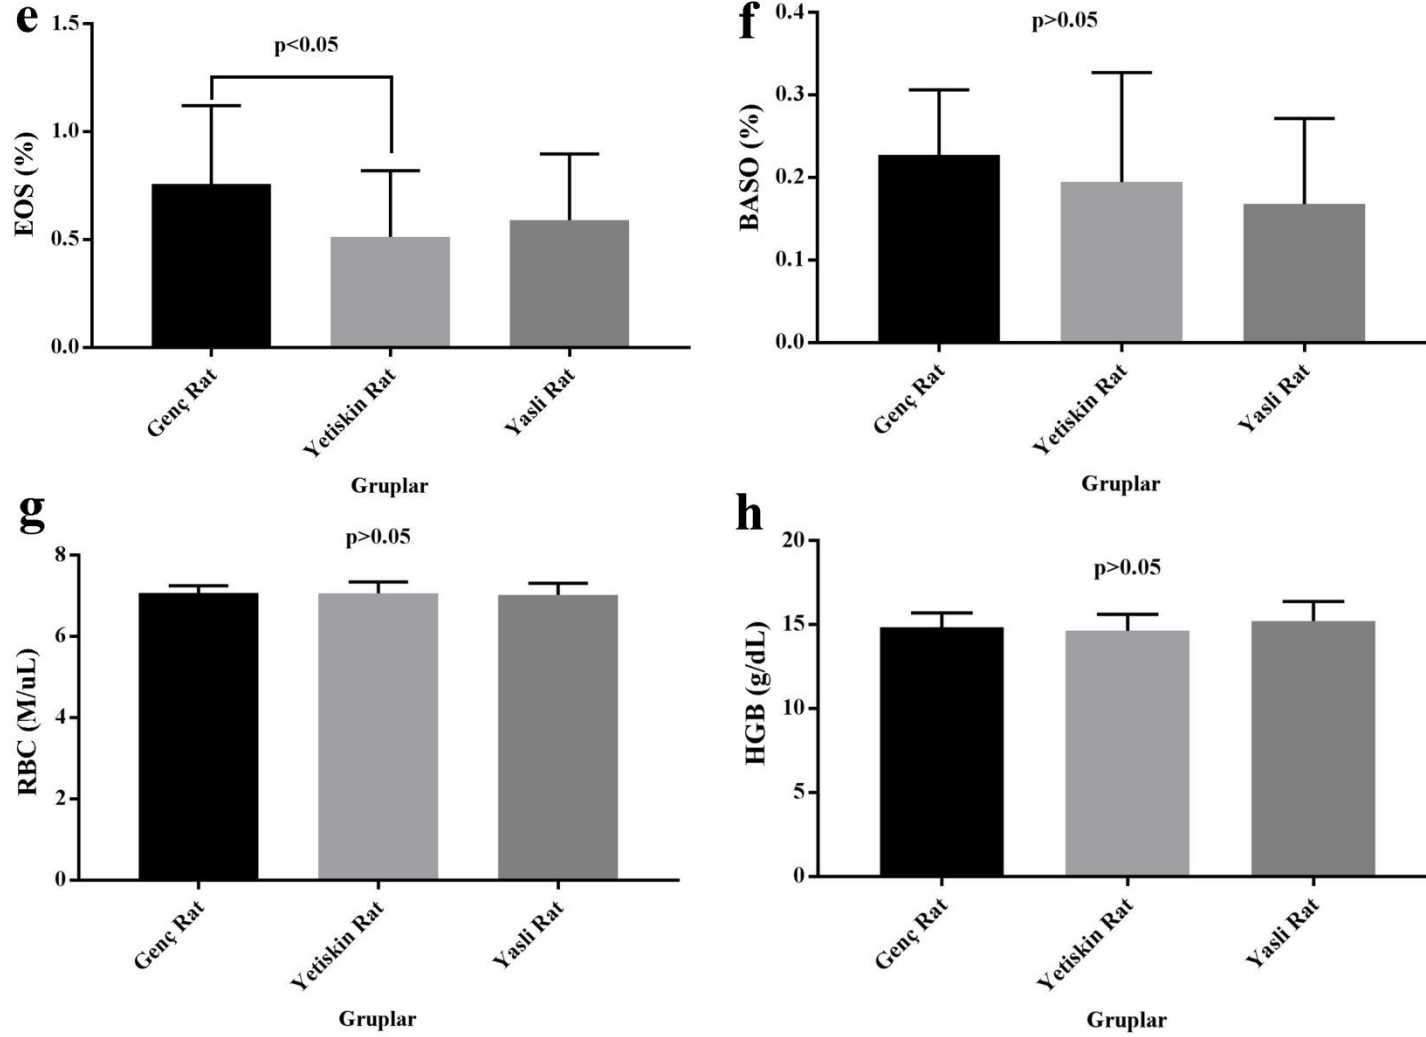 e
p<0.05
EOS (%)
1.5
1.0
0.5
0.0
Genç Rat
Yetiskin Rat
Yasli Rat
Gruplar
f
p>0.05
BASO (%)
0.4
0.3
0.2
0.1
0.0
Genç Rat
Yetiskin Rat
Yasli Rat
Gruplar
g
p>0.05
RBC (M/uL)
8
6
4
2
0
Genç Rat
Yetiskin Rat
Yasli Rat
Gruplar
h
p>0.05
HGB (g/dL)
20
15
10
5
0
Genç Rat
Yetiskin Rat
Yasli Rat
Gruplar